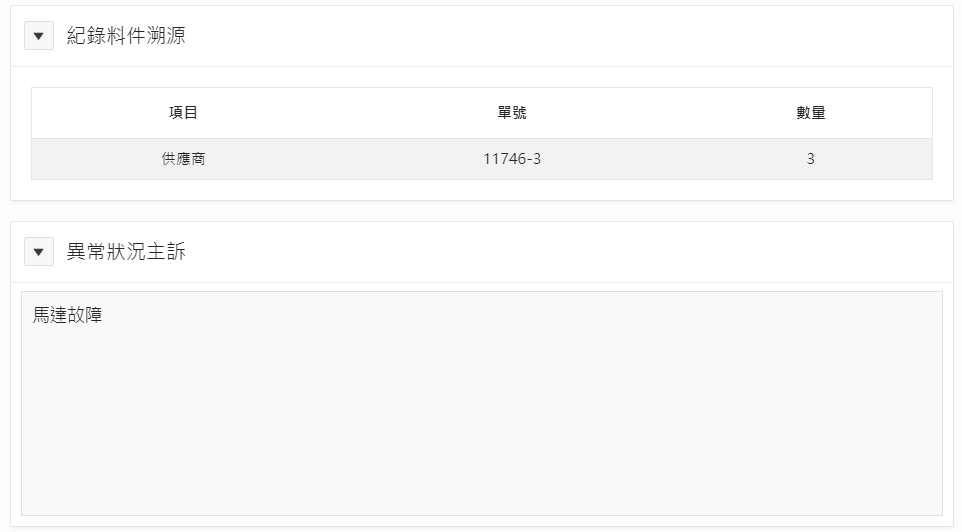 紀錄料件溯源
項目 單號 數量
供應商 11746-3 3
異常狀況主訴
馬達故障